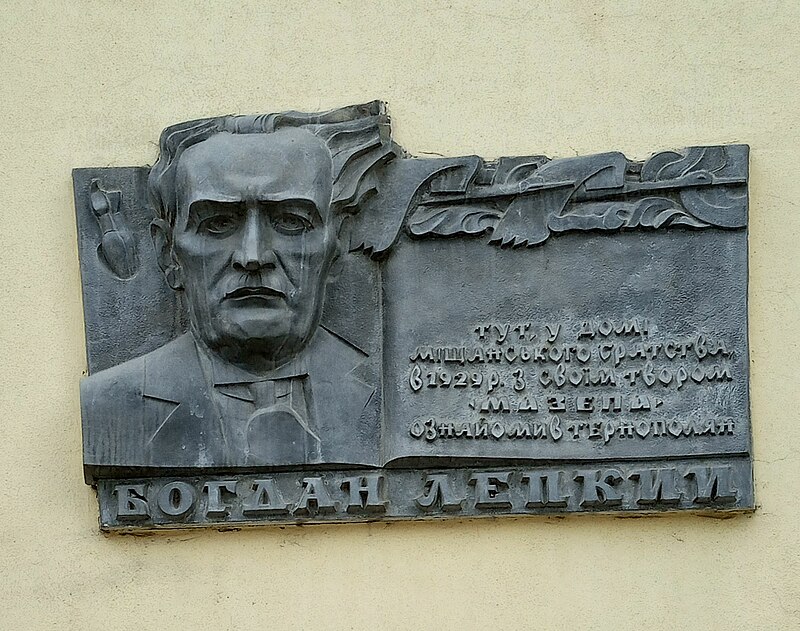 ТУТ, У ДОМІ
МІЩАНСЬКОГО БРАТСТВА,
В 1929 Р. З СВОЇМ ТВОРОМ
"МАЗЕПА"
ОЗНАЙОМИВ ТЕРНОПОЛЯН
БОГДАН ЛЕПКИЙ